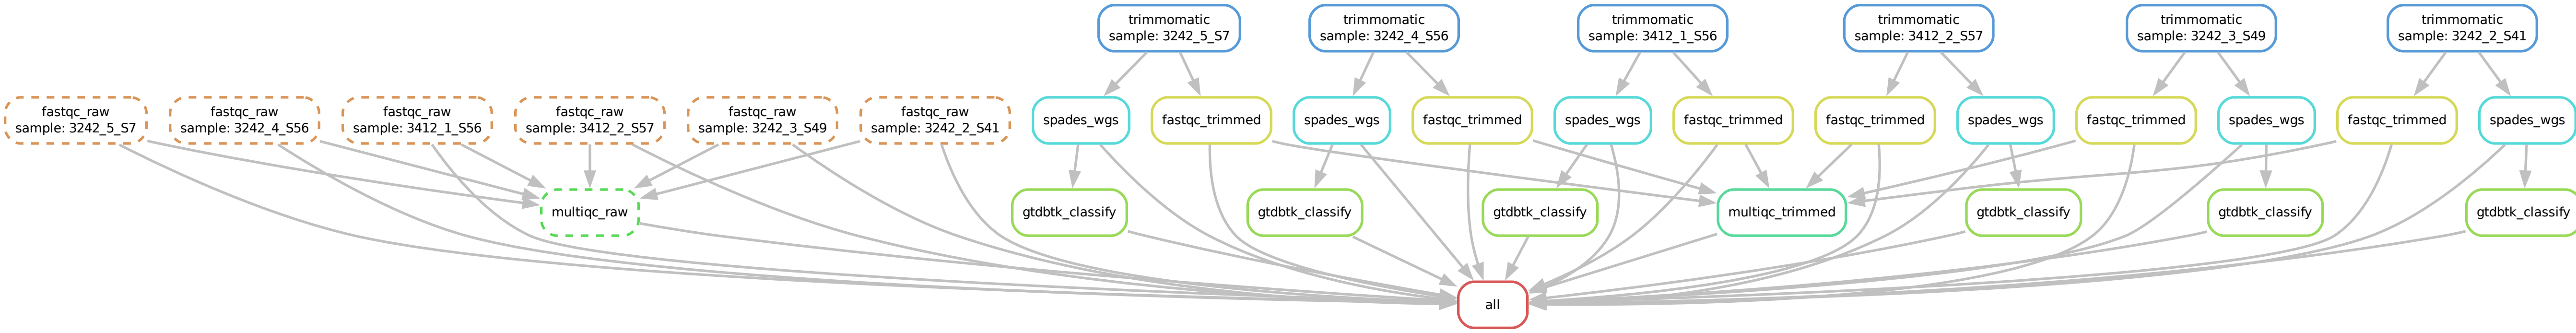 trimmomatic
sample: 3242_5_S7
trimmomatic
sample: 3242_4_S56
trimmomatic
sample: 3412_1_S56
trimmomatic
sample: 3412_2_S57
trimmomatic
sample: 3242_3_S49
trimmomatic
sample: 3242_2_S41
fastqc_raw
sample: 3242_5_S7
fastqc_raw
sample: 3242_4_S56
fastqc_raw
sample: 3412_1_S56
fastqc_raw
sample: 3412_2_S57
fastqc_raw
sample: 3242_3_S49
fastqc_raw
sample: 3242_2_S41
spades_wgs
fastqc_trimmed
spades_wgs
fastqc_trimmed
spades_wgs
fastqc_trimmed
fastqc_trimmed
spades_wgs
fastqc_trimmed
spades_wgs
fastqc_trimmed
spades_wgs
multiqc_raw
gtdbtk_classify
gtdbtk_classify
gtdbtk_classify
multiqc_trimmed
gtdbtk_classify
gtdbtk_classify
gtdbtk_classify
all